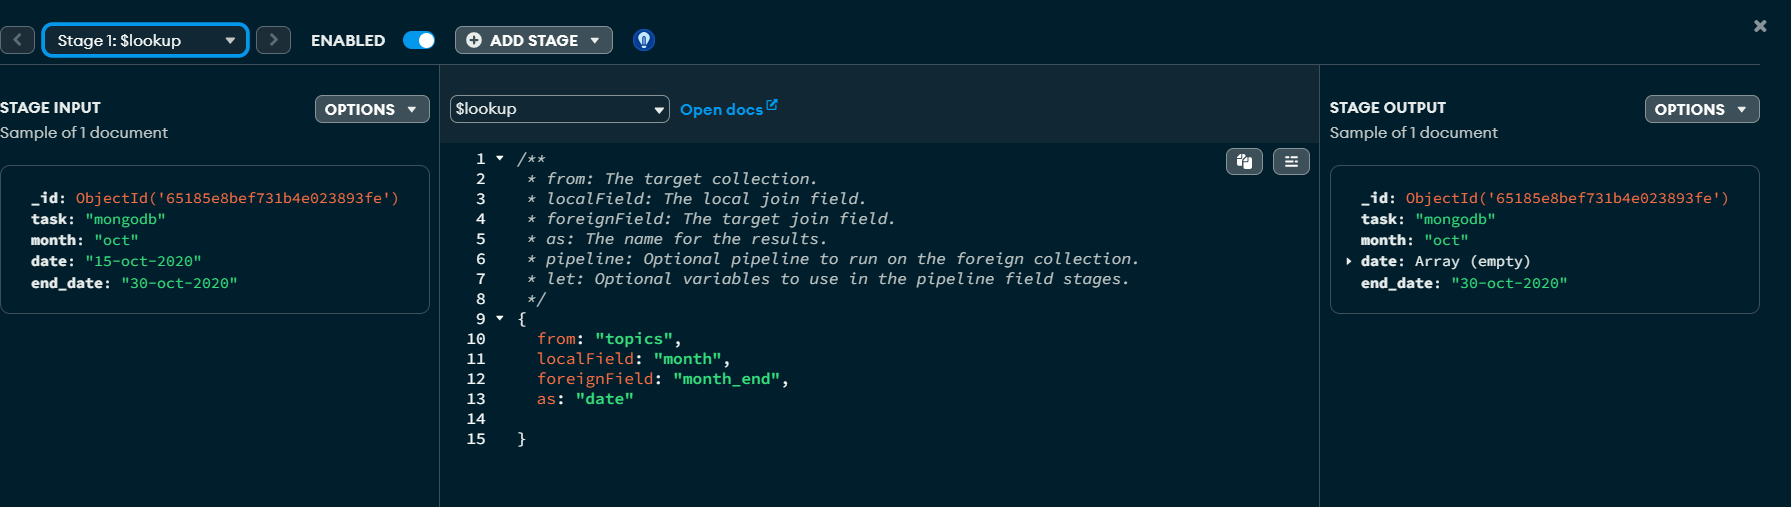 Stage 1: $lookup
ENABLED
ADD STAGE
STAGE INPUT
OPTIONS
Sample of 1 document
_id: ObjectId('65185e8bef731b4e023893fe')
task: "mongodb"
month: "oct"
date: "15-oct-2020"
end_date: "30-oct-2020"
$lookup
Open docs
1 /**
2 * from: The target collection.
3 * localField: The local join field.
4 * foreignField: The target join field.
5 * as: The name for the results.
6 * pipeline: Optional pipeline to run on the foreign collection.
7 * let: Optional variables to use in the pipeline field stages.
8 */
9 {
10 from: "topics",
11 localField: "month",
12 foreignField: "month_end",
13 as: "date"
14
15 }
STAGE OUTPUT
OPTIONS
Sample of 1 document
_id: ObjectId('65185e8bef731b4e023893fe')
task: "mongodb"
month: "oct"
date: Array (empty)
end_date: "30-oct-2020"